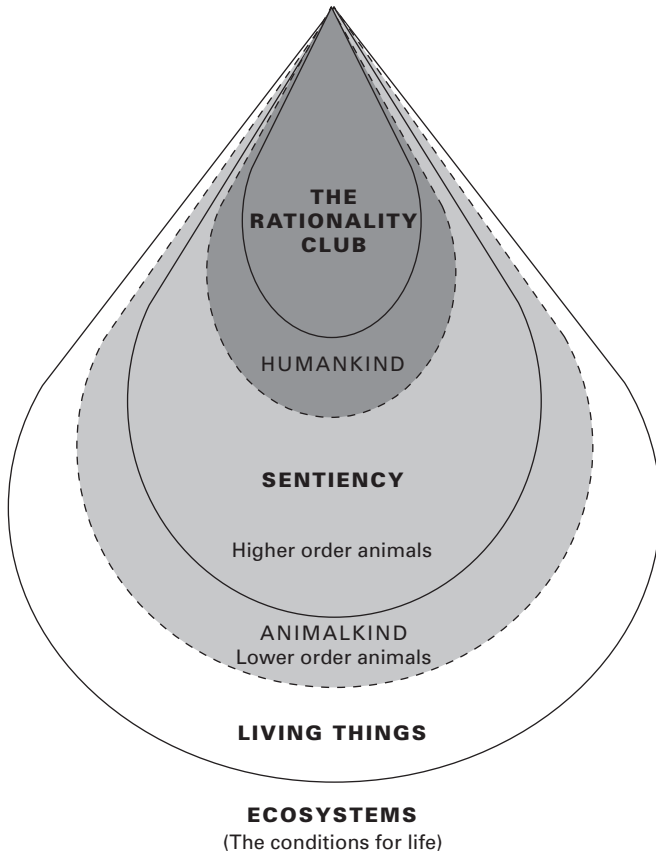 THE
RATIONALITY
CLUB
HUMANKIND
SENTIENCY
Higher order animals
ANIMALKIND
Lower order animals
LIVING THINGS
ECOSYSTEMS
(The conditions for life)